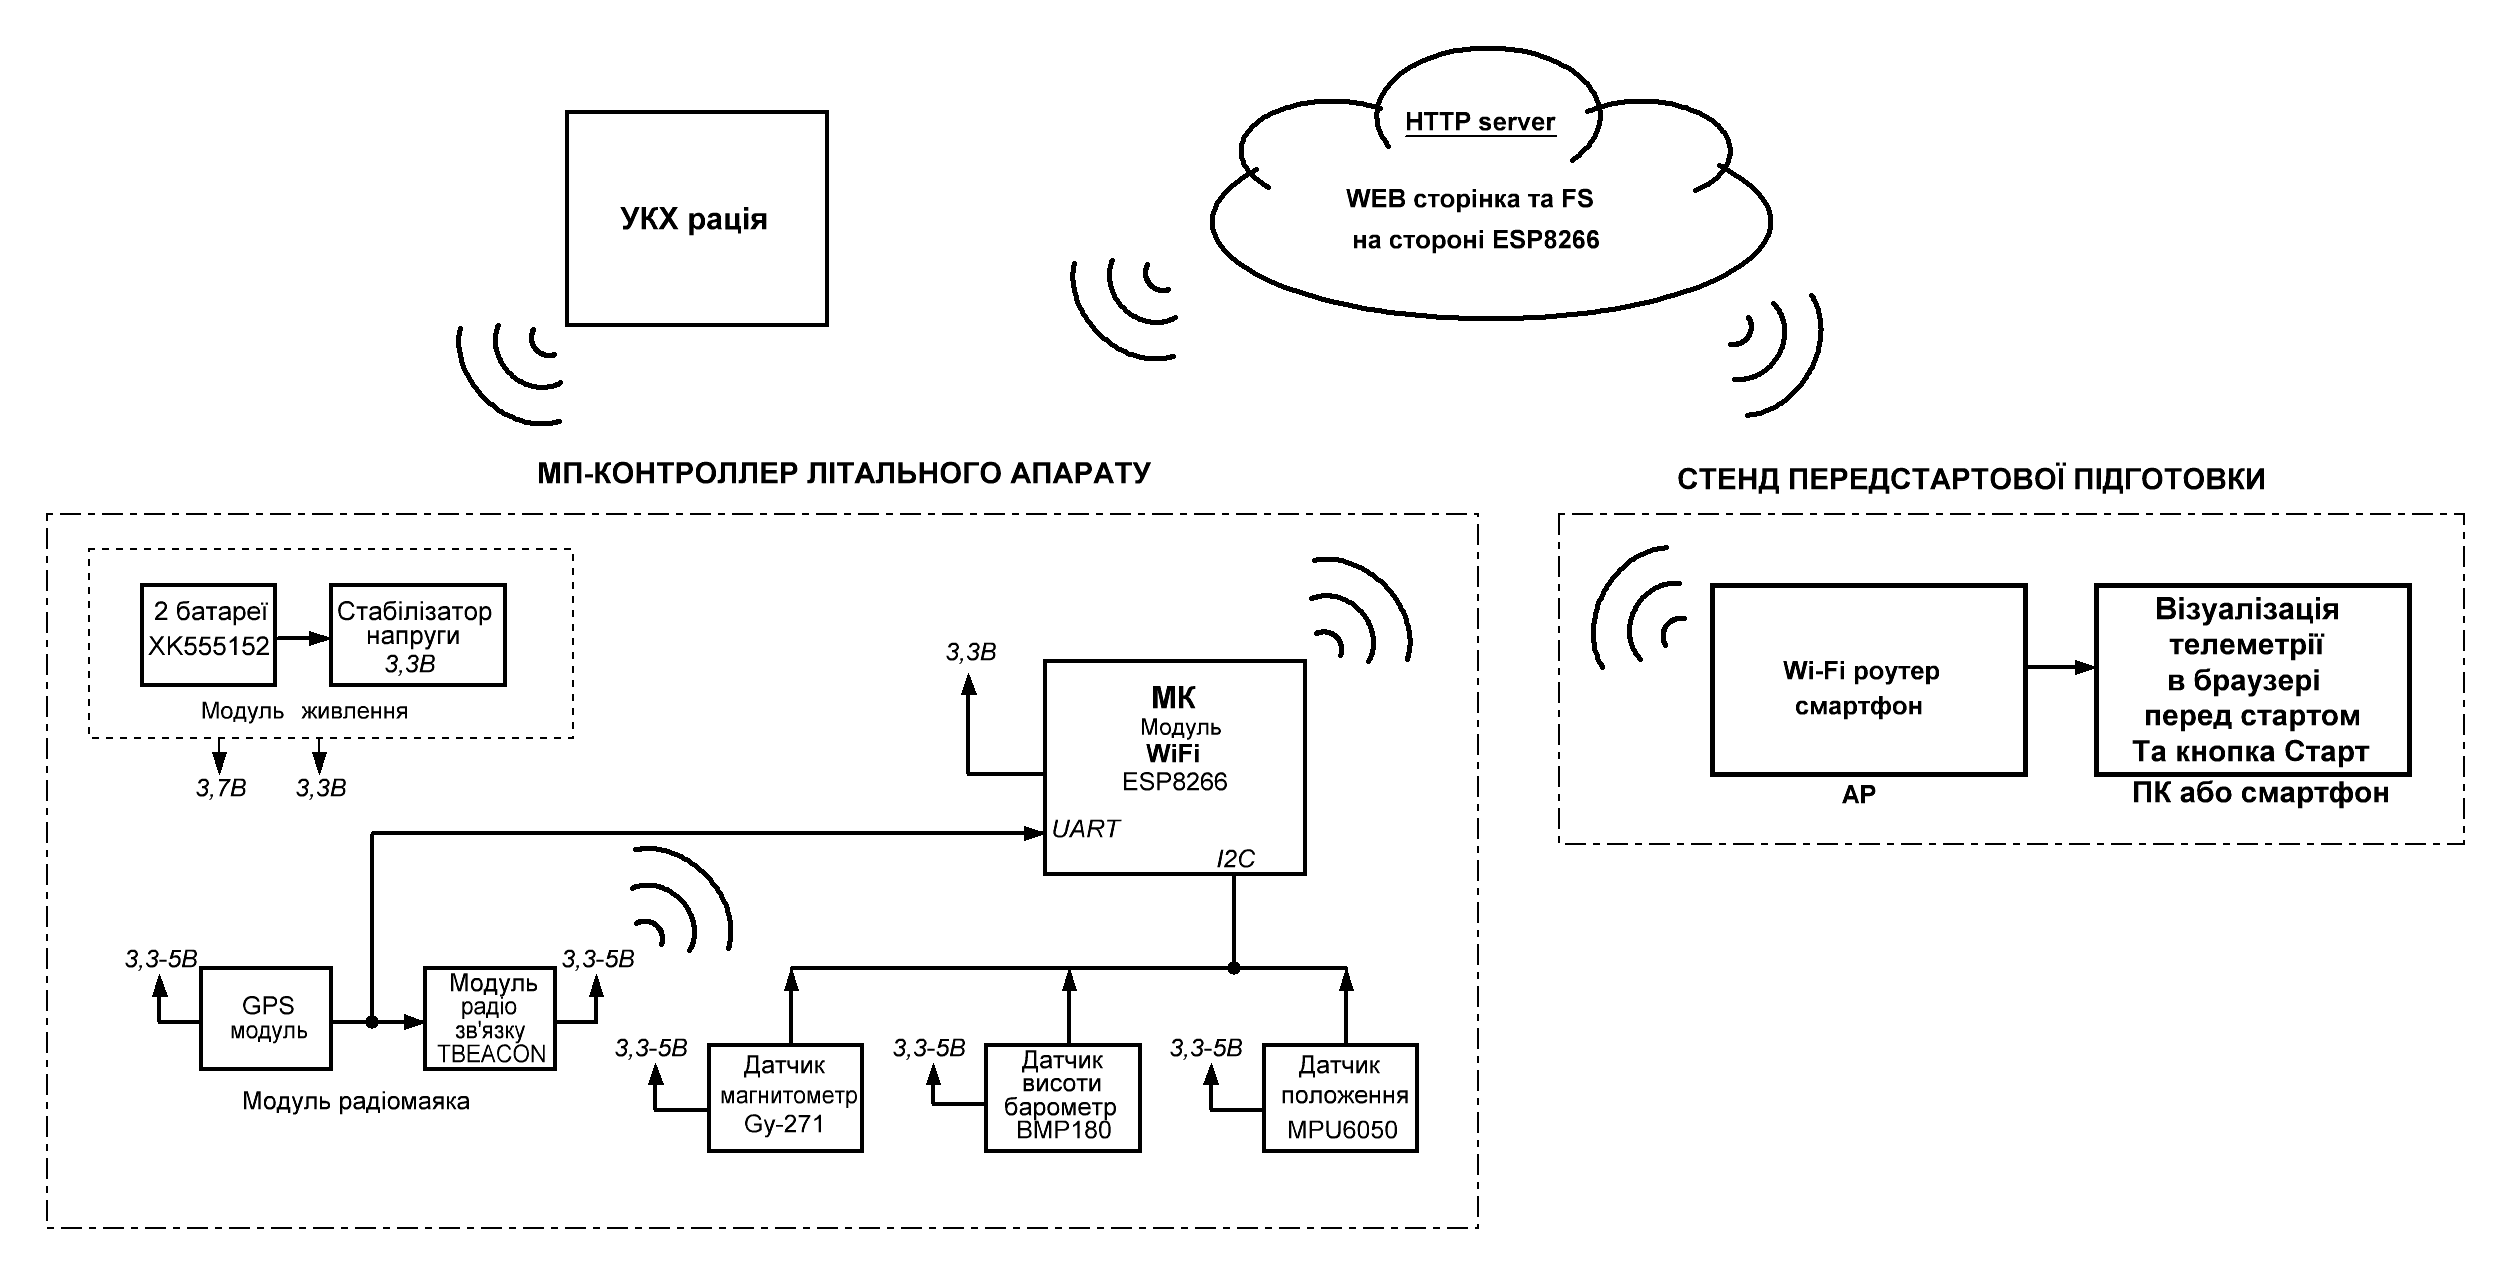 HTTP server
WEB сторінка та FS
на стороні ESP8266
УКХ рація
МП-КОНТРОЛЛЕР ЛІТАЛЬНОГО АПАРАТУ
СТЕНД ПЕРЕДСТАРТОВОЇ ПІДГОТОВКИ
2 батареї
XK555152
Стабілізатор
напруги
3,3В
Модуль живлення
3,7В
3,3В
3,3В
МК
Модуль
WiFi
ESP8266
UART
I2C
Wi-Fi роутер
смартфон
AP
Візуалізація
телеметрії
в браузері
перед стартом
Та кнопка Старт
ПК або смартфон
3,3-5В
GPS
модуль
Модуль
радіо
зв'язку
TBEACON
3,3-5В
Модуль радіомаяка
3,3-5В
Датчик
магнитометр
Gy-271
3,3-5В
Датчик
висоти
барометр
BMP180
3,3-5В
Датчик
положення
MPU6050